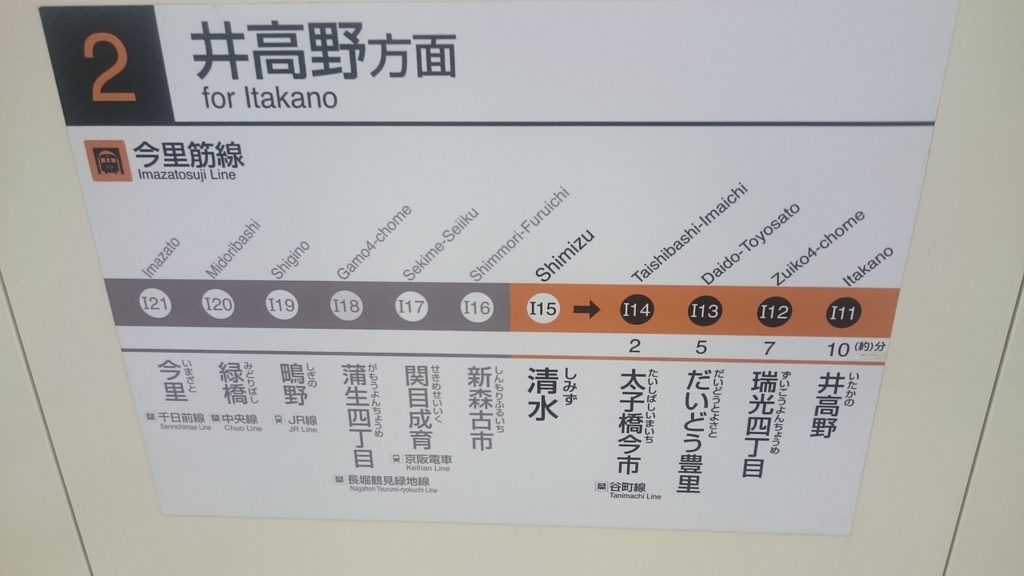 2
井高野方面
for Itakano
今里筋線
Imazatosuji Line
Imazato
Midoribashi
Shigino
Gamo4-chome
Sekime-Seiiku
Shimmori-Furuichi
Shimizu
Taishibashi-Imaichi
Daido-Toyosato
Zuiko4-chome
Itakano
I21 I20 I19 I18 I17 I16 I15 → I14 I13 I12 I11
2 5 7 10 (約)分
今里
いまざと
千日前線
Sennichimae Line
緑橋
みどりばし
中央線
Chuo Line
鴫野
しぎの
JR線
JR Line
蒲生四丁目
がもうよんちょうめ
長堀鶴見緑地線
Nagahori Tsurumi-ryokuchi Line
関目成育
せきめせいいく
京阪電車
Keihan Line
新森古市
しんもりふるいち
清水
しみず
太子橋今市
たいしばしいまいち
谷町線
Tanimachi Line
だいどう豊里
だいどうとよさと
瑞光四丁目
ずいこうよんちょうめ
井高野
いたかの